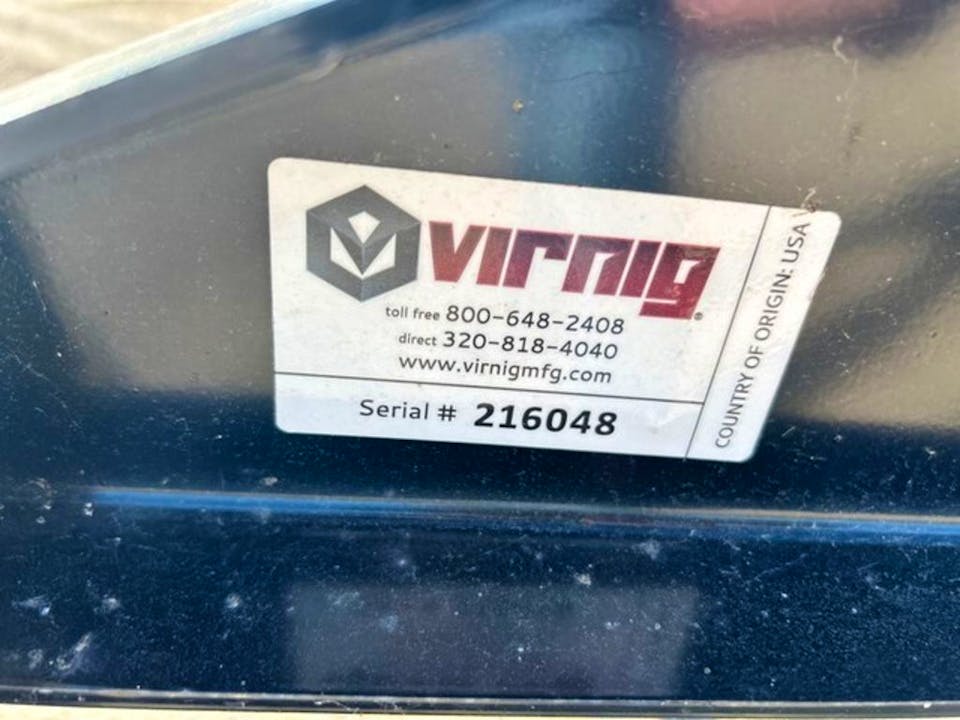 VIRNIG®
toll free 800-648-2408
direct 320-818-4040
www.virnigmfg.com
Serial # 216048
COUNTRY OF ORIGIN: USA